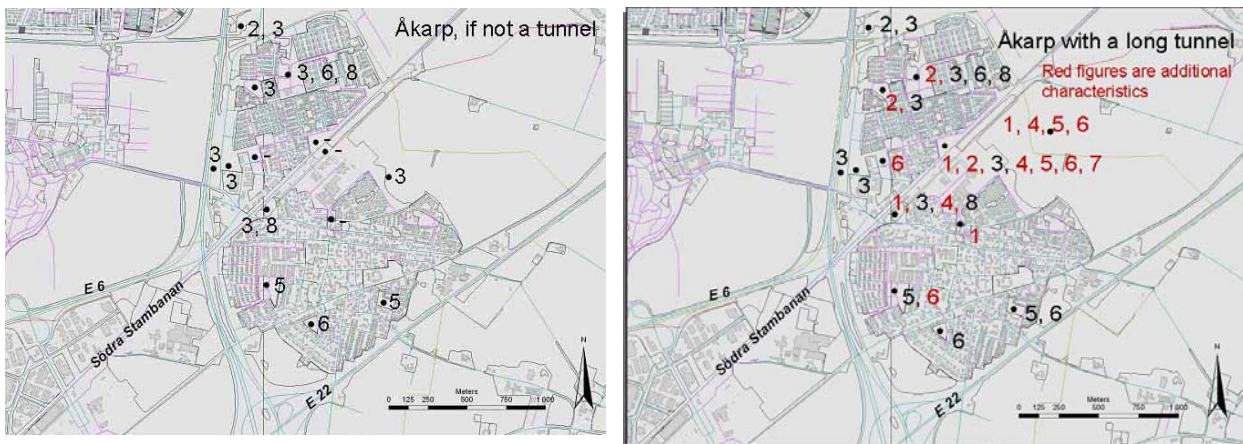 Åkarp, if not a tunnel
2, 3
3, 6, 8
3
-
-
-
3
3
3
3, 8
-
5
5
6
E 6
Södra Stambanan
E 22
N
Meters
0 125 250 500 750 1 000
Åkarp with a long tunnel
Red figures are additional
characteristics
2, 3
2, 3, 6, 8
2, 3
1, 4, 5, 6
3
3
6
1, 2, 3, 4, 5, 6, 7
1, 3, 4, 8
1
5, 6
5, 6
6
E 6
Södra Stambanan
E 22
N
Meters
0 125 250 500 750 1 000